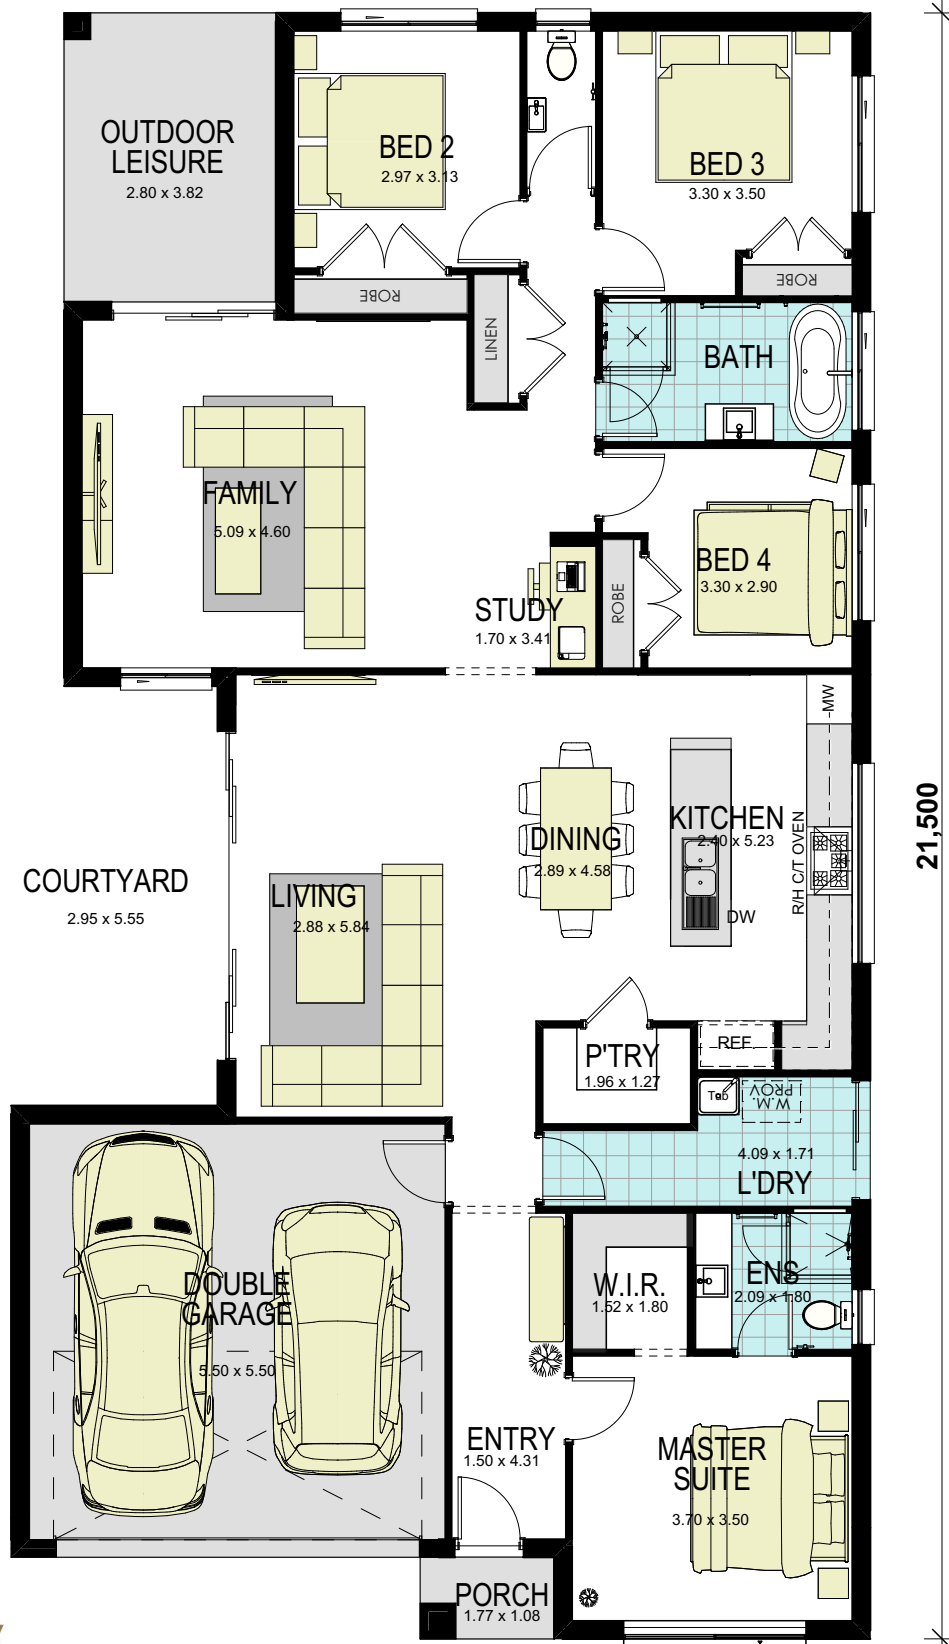 OUTDOOR
LEISURE
2.80 x 3.82
BED 2
2.97 x 3.13
BED 3
3.30 x 3.50
ROBE
ROBE
LINEN
BATH
FAMILY
5.09 x 4.60
BED 4
3.30 x 2.90
ROBE
STUDY
1.70 x 3.41
MW
KITCHEN
2.40 x 5.23
R/H C/T OVEN
DINING
2.89 x 4.58
DW
21,500
COURTYARD
2.95 x 5.55
LIVING
2.88 x 5.84
REF.
P'TRY
1.96 x 1.27
Tub
W.M.
PROV
4.09 x 1.71
L'DRY
DOUBLE
GARAGE
5.50 x 5.50
W.I.R.
1.52 x 1.80
ENS
2.09 x 1.80
ENTRY
1.50 x 4.31
MASTER
SUITE
3.70 x 3.50
PORCH
1.77 x 1.08